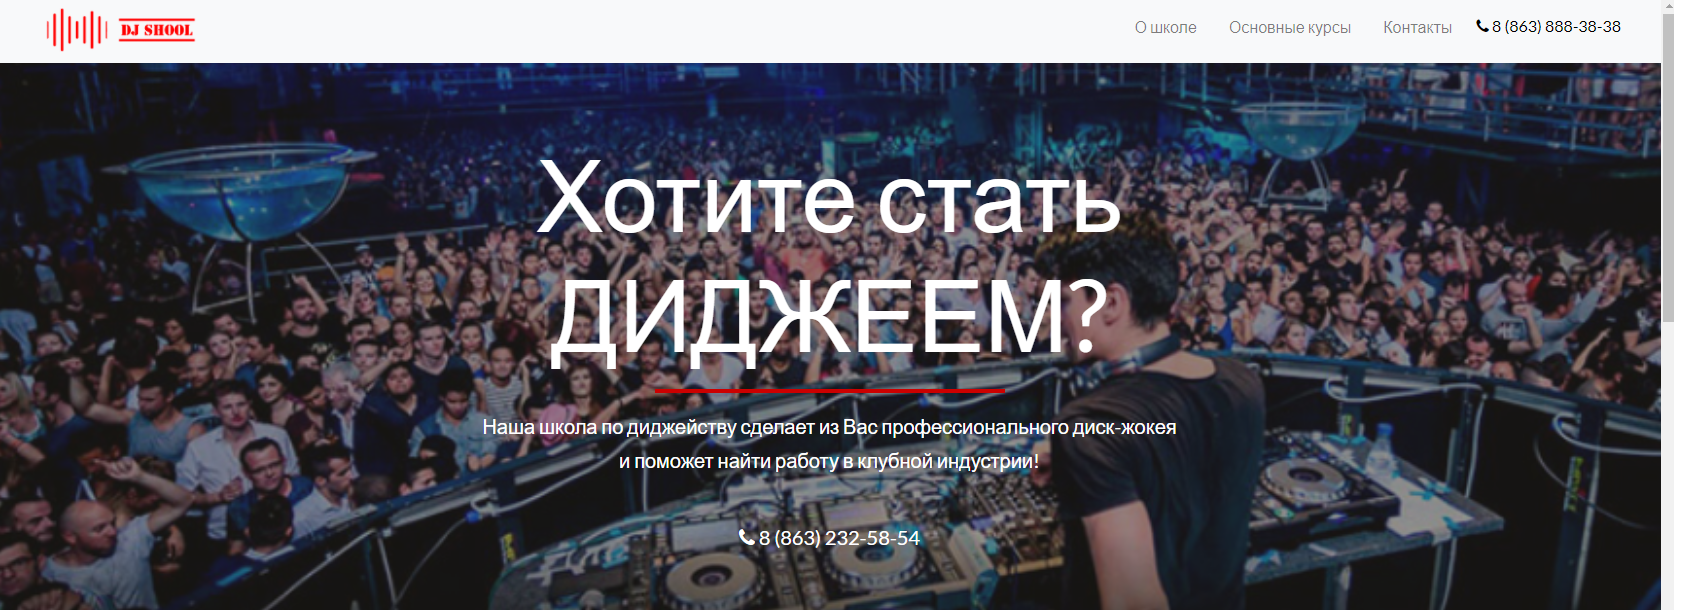 DJ SHOOL
О школе
Основные курсы
Контакты
8 (863) 888-38-38
Хотите стать
ДИДЖЕЕМ?
Наша школа по диджейству сделает из Вас профессионального диск-жокея
и поможет найти работу в клубной индустрии!
8 (863) 232-58-54